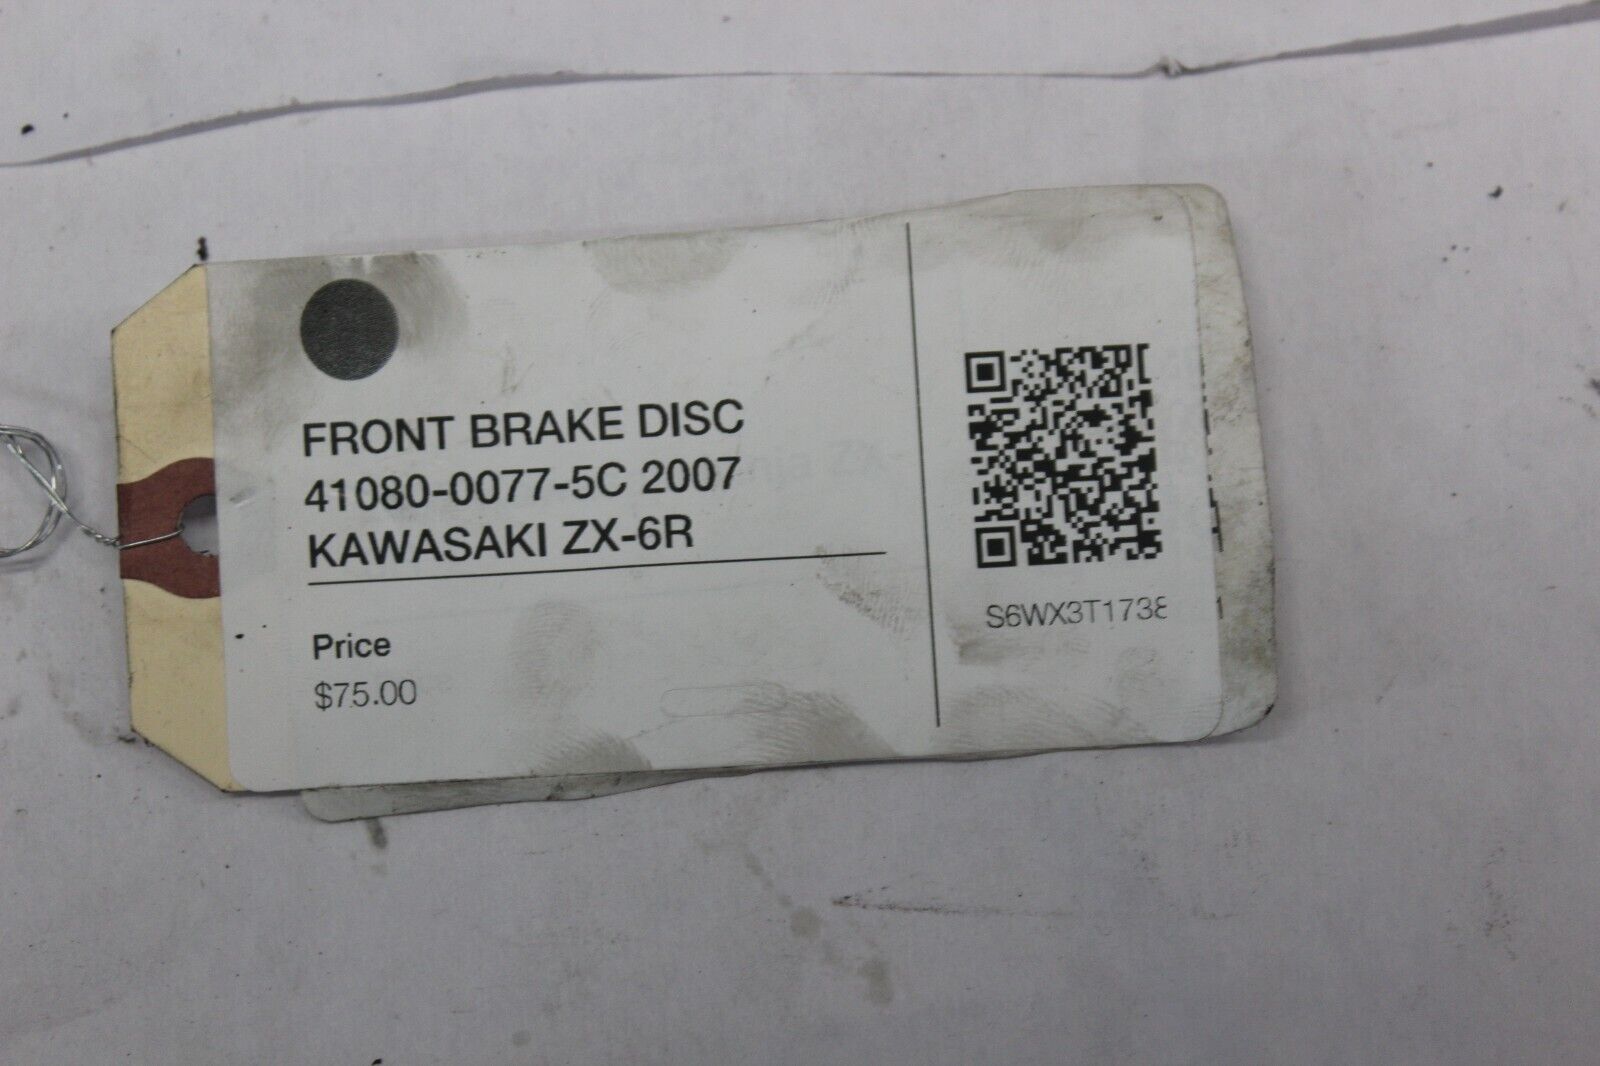 FRONT BRAKE DISC
41080-0077-5C 2007
KAWASAKI ZX-6R
Price
$75.00
S6WX3T1738